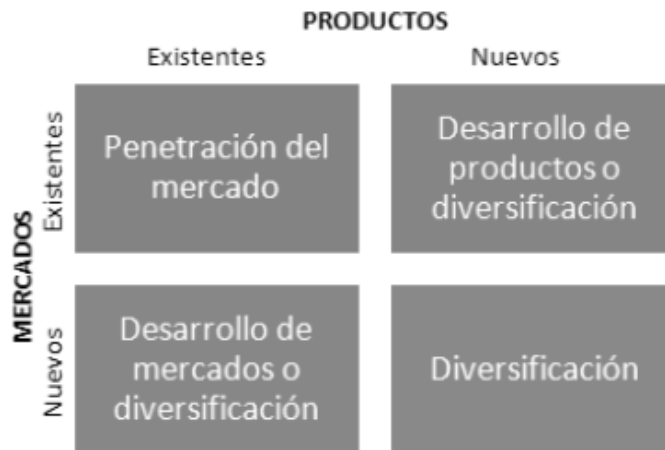 PRODUCTOS
Existentes
Nuevos
MERCADOS
Existentes
Penetración del
mercado
Desarrollo de
productos o
diversificación
Nuevos
Desarrollo de
mercados o
diversificación
Diversificación